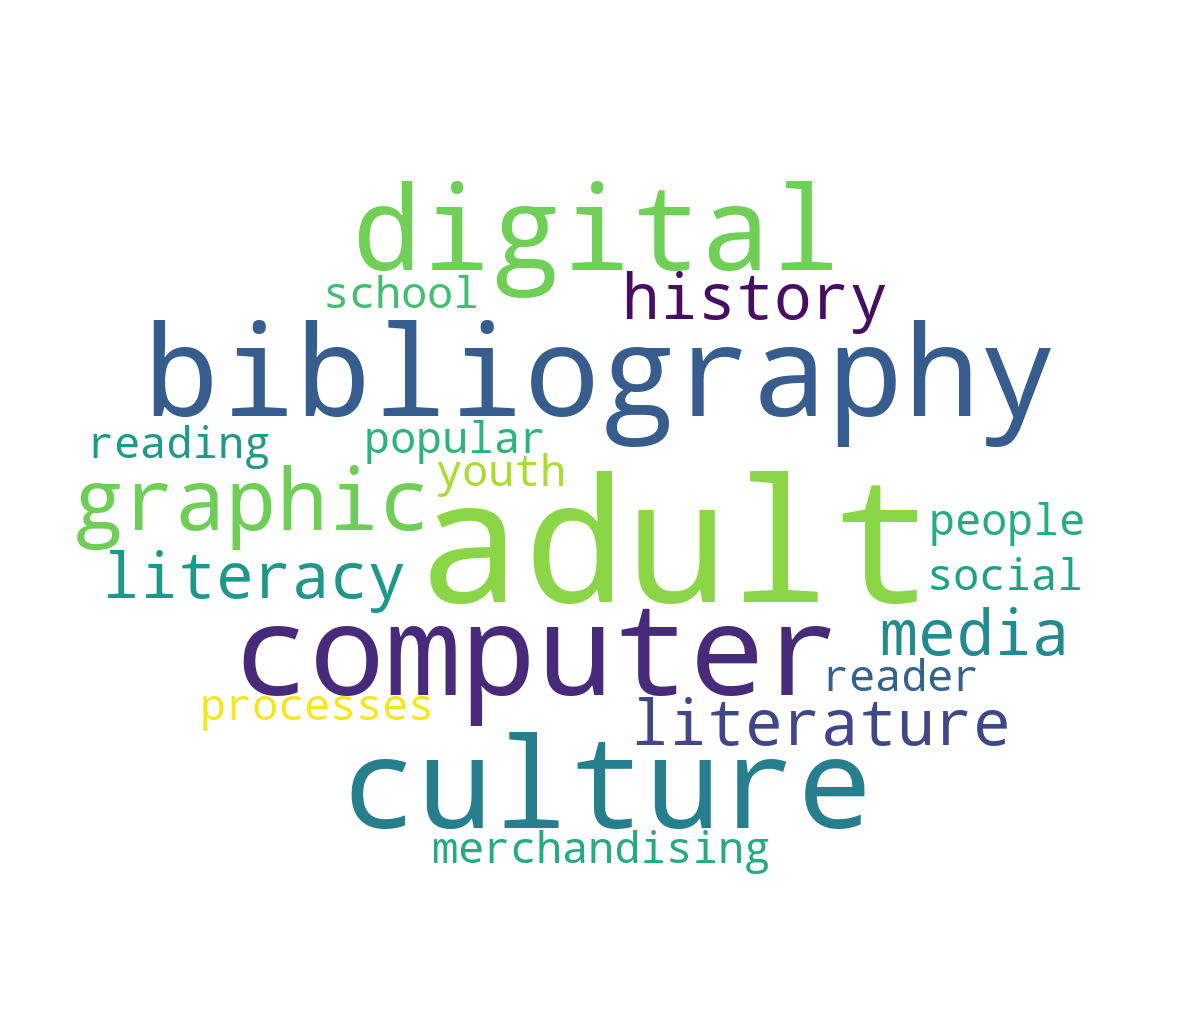 digital
school
history
bibliography
reading
popular
youth
graphic
adult
people
literacy
social
computer
media
reader
processes
literature
culture
merchandising